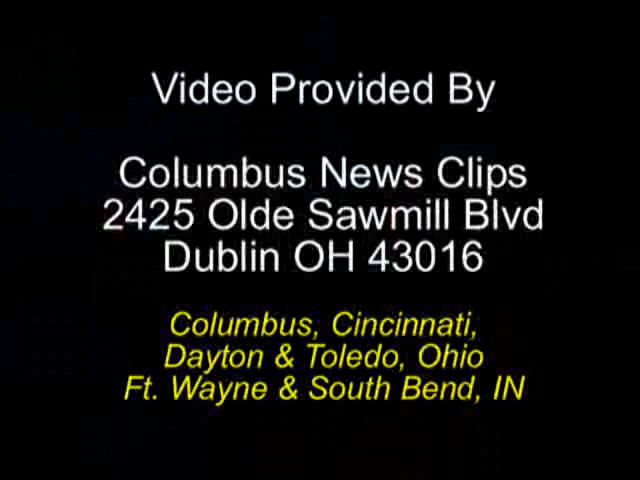 Video Provided By
Columbus News Clips
2425 Olde Sawmill Blvd
Dublin OH 43016
Columbus, Cincinnati,
Dayton & Toledo, Ohio
Ft. Wayne & South Bend, IN